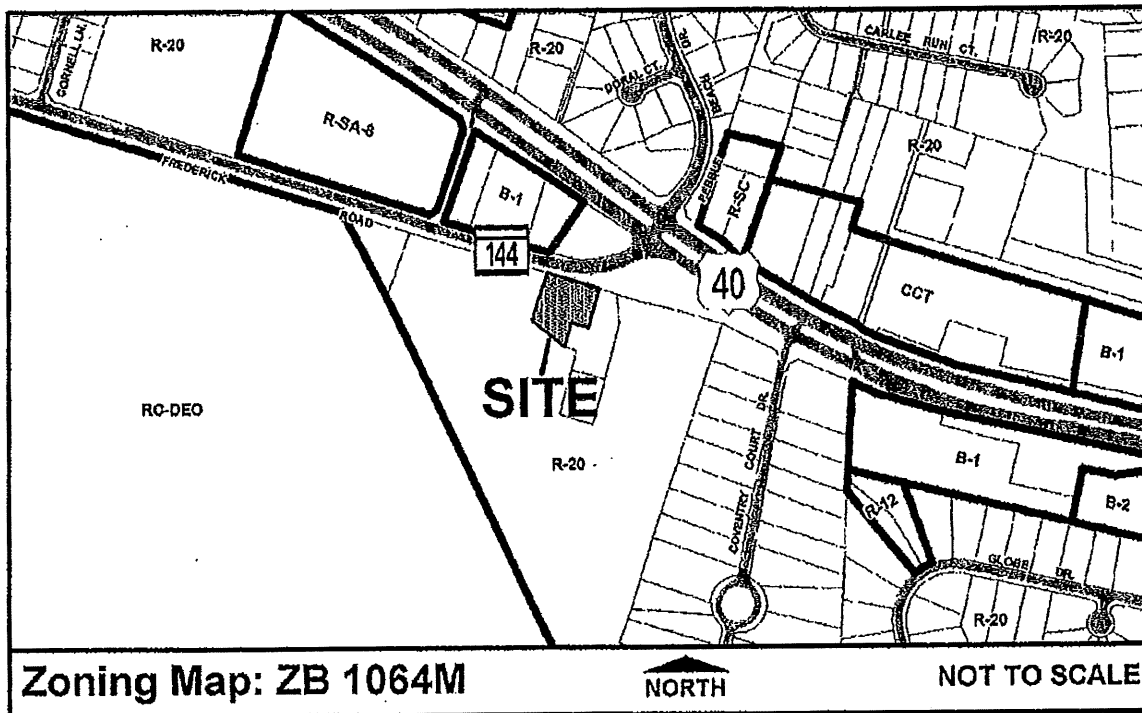 CORNELL LN.
R-20
R-SA-8
FREDERICK
ROAD
144
B-1
R-20
DORAL CT.
PEBBLE
BEACH
DR.
R-SC
CARLEE RUN CT.
R-20
R-20
40
CCT
B-1
SITE
RC-DEO
R-20
COVENTRY COURT DR.
B-1
B-2
R-12
GLOBE DR.
R-20
Zoning Map: ZB 1064M
NORTH
NOT TO SCALE